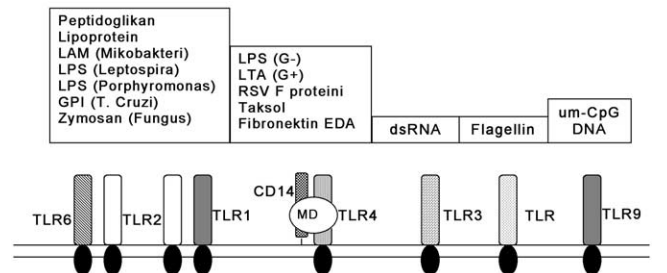 Peptidoglikan
Lipoprotein
LAM (Mikobakteri)
LPS (Leptospira)
LPS (Porphyromonas)
GPI (T. Cruzi)
Zymosan (Fungus)
LPS (G-)
LTA (G+)
RSV F proteini
Taksol
Fibronektin EDA
dsRNA
Flagellin
um-CpG
DNA
CD14
MD
TLR6
TLR2
TLR1
TLR4
TLR3
TLR
TLR9